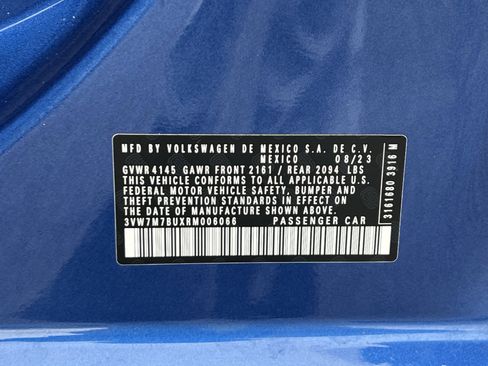 MFD BY VOLKSWAGEN DE MEXICO S.A. DE C.V.
MEXICO 08/23
GVWR 4145 GAWR FRONT 2161 / REAR 2094 LBS
THIS VEHICLE CONFORMS TO ALL APPLICABLE U.S.
FEDERAL MOTOR VEHICLE SAFETY, BUMPER AND
THEFT PREVENTION STANDARDS IN EFFECT ON THE
DATE OF MANUFACTURE SHOWN ABOVE.
3VW7M7BUXRM006066 PASSENGER CAR
3161680 3916 M